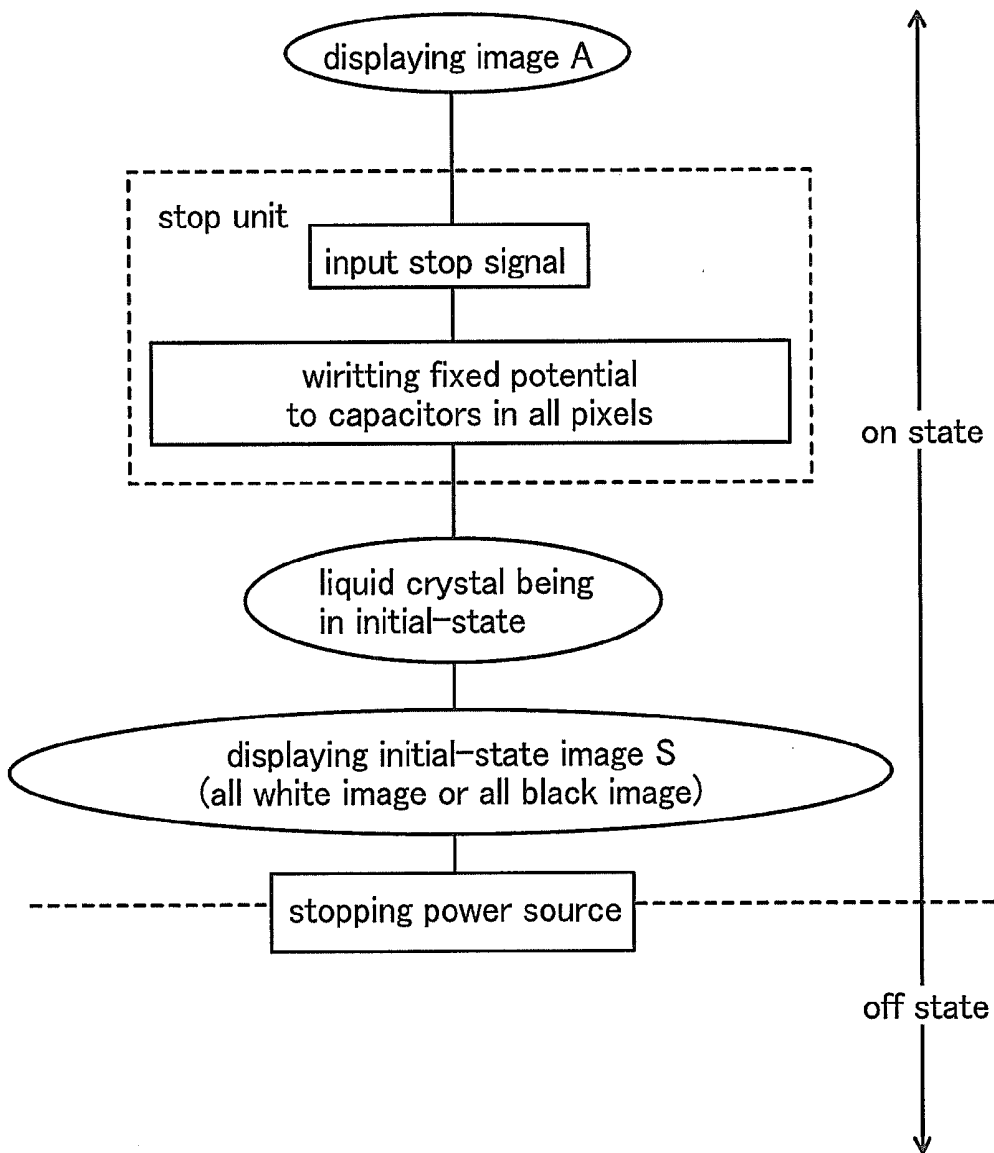 displaying image A
stop unit
input stop signal
wiritting fixed potential
to capacitors in all pixels
on state
liquid crystal being
in initial-state
displaying initial-state image S
(all white image or all black image)
stopping power source
off state